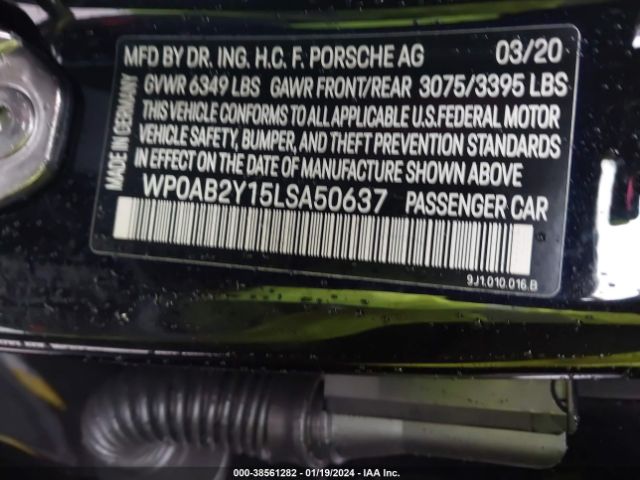 MFD BY DR. ING. H.C. F. PORSCHE AG 03/20
GVWR 6349 LBS GAWR FRONT/REAR 3075/3395 LBS
THIS VEHICLE CONFORMS TO ALL APPLICABLE U.S.FEDERAL MOTOR
VEHICLE SAFETY, BUMPER, AND THEFT PREVENTION STANDARDS
IN EFFECT ON THE DATE OF MANUFACTURE SHOWN ABOVE
WP0AB2Y15LSA50637 PASSENGER CAR
MADE IN GERMANY
9J1.010.016.B
000-38561282 - 01/19/2024 - IAA Inc.